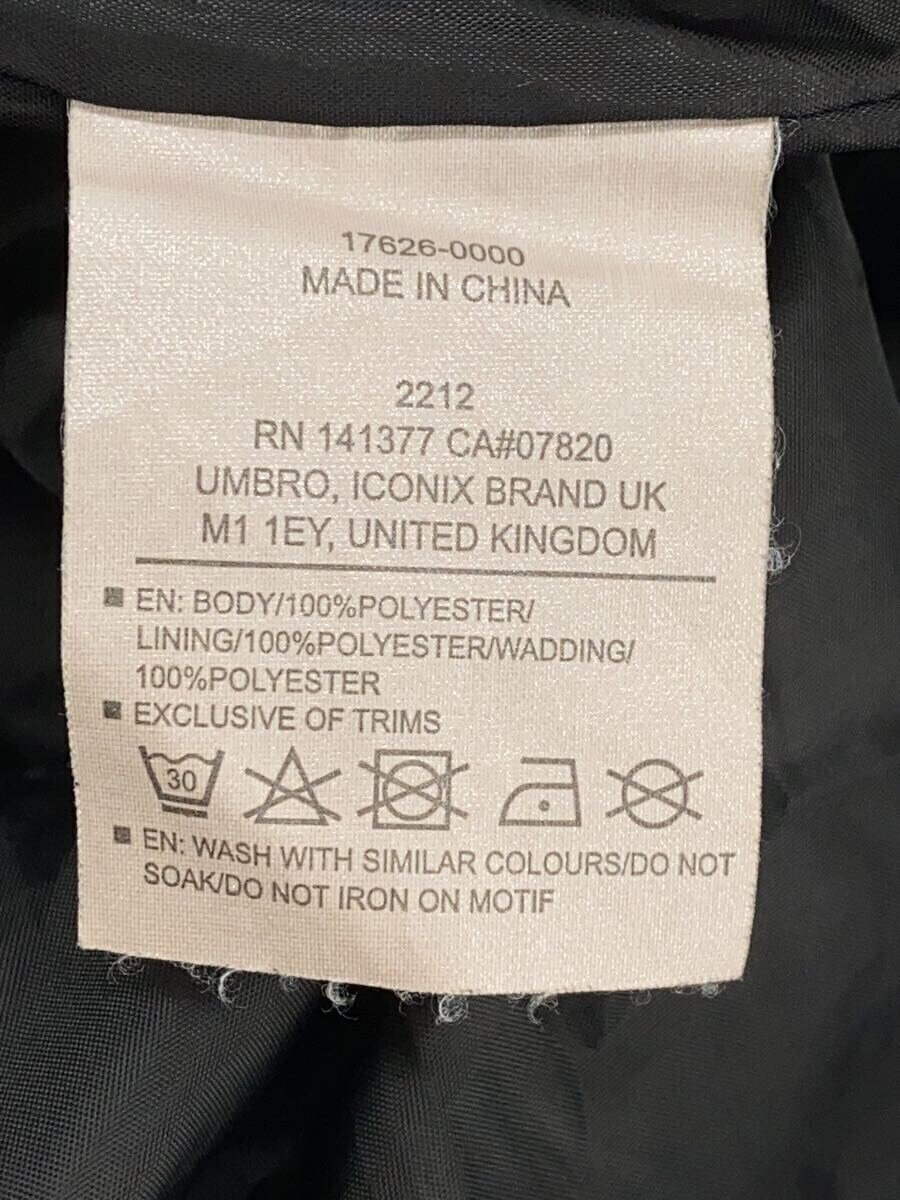 17626-0000
MADE IN CHINA
2212
RN 141377 CA#07820
UMBRO, ICONIX BRAND UK
M1 1EY, UNITED KINGDOM
EN: BODY/100%POLYESTER/
LINING/100%POLYESTER/WADDING/
100%POLYESTER
EXCLUSIVE OF TRIMS
30
EN: WASH WITH SIMILAR COLOURS/DO NOT
SOAK/DO NOT IRON ON MOTIF